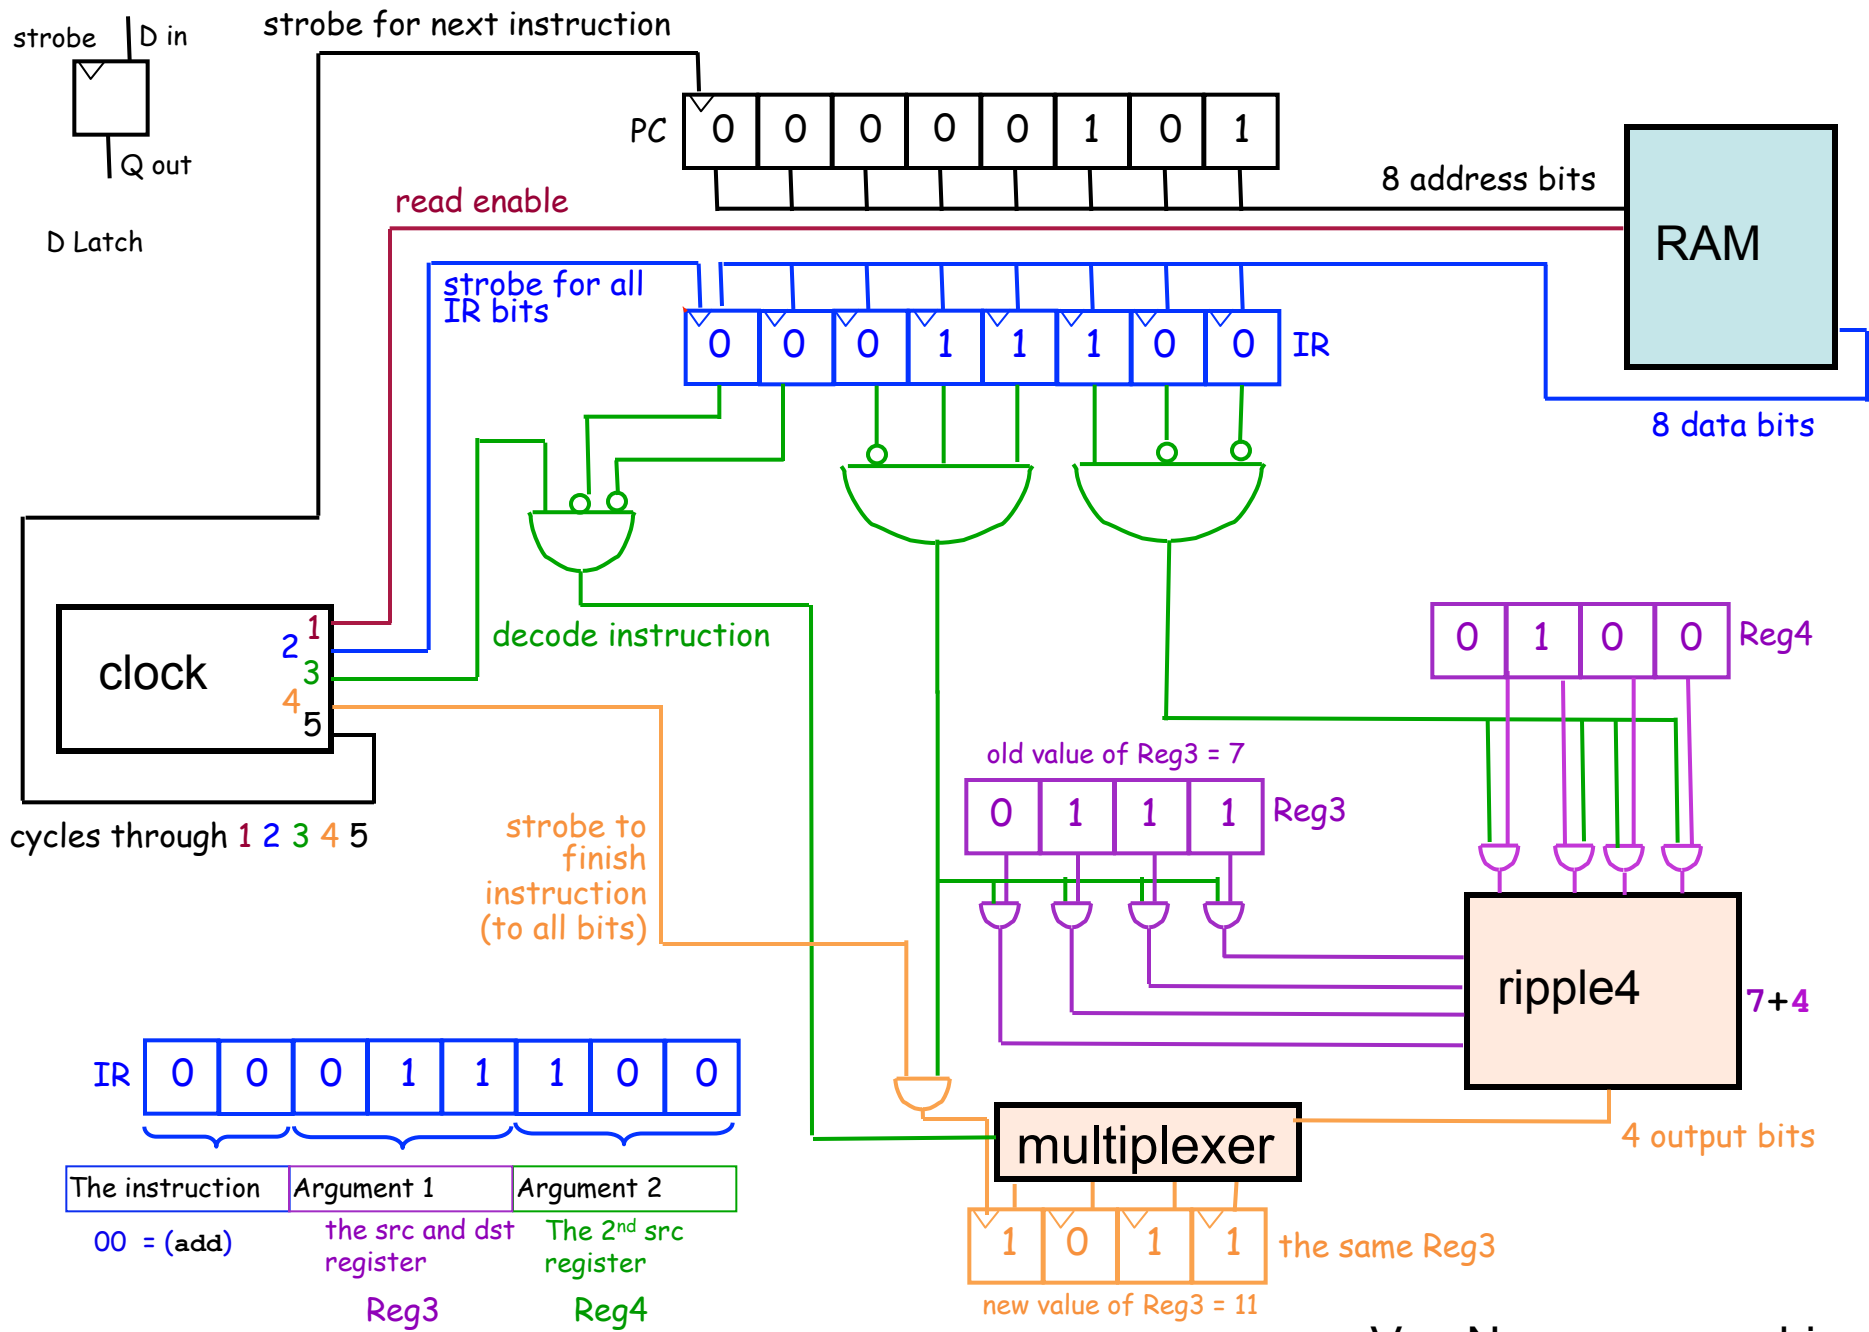 strobe for next instruction
strobe
D in
Q out
D Latch
PC
0 0 0 0 0 1 0 1
8 address bits
RAM
read enable
strobe for all
IR bits
0 0 0 1 1 1 0 0
IR
8 data bits
clock
1
2
3
4
5
decode instruction
cycles through 1 2 3 4 5
0 1 0 0
Reg4
old value of Reg3 = 7
0 1 1 1
Reg3
strobe to
finish
instruction
(to all bits)
ripple4
7+4
IR
0 0 0 1 1 1 0 0
The instruction
Argument 1
Argument 2
00 = (add)
the src and dst
register
Reg3
The 2nd src
register
Reg4
multiplexer
4 output bits
1 0 1 1
the same Reg3
new value of Reg3 = 11